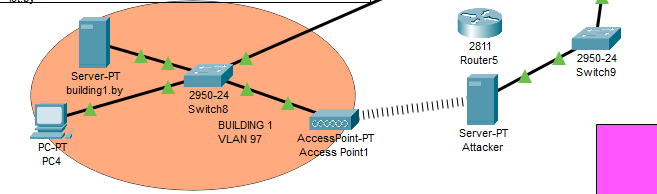 Server-PT
building1.by
2950-24
Switch8
PC-PT
PC4
BUILDING 1
VLAN 97
AccessPoint-PT
Access Point1
2811
Router5
2950-24
Switch9
Server-PT
Attacker